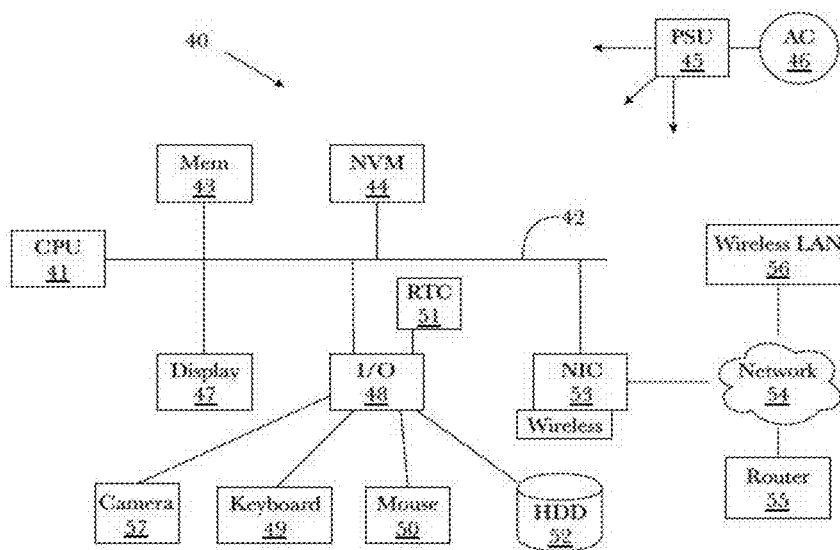 40
PSU
45
AC
46
Mem
43
NVM
44
42
CPU
41
Wireless LAN
56
RTC
51
Display
47
I/O
48
NIC
53
Wireless
Network
54
Camera
57
Keyboard
49
Mouse
50
HDD
52
Router
55